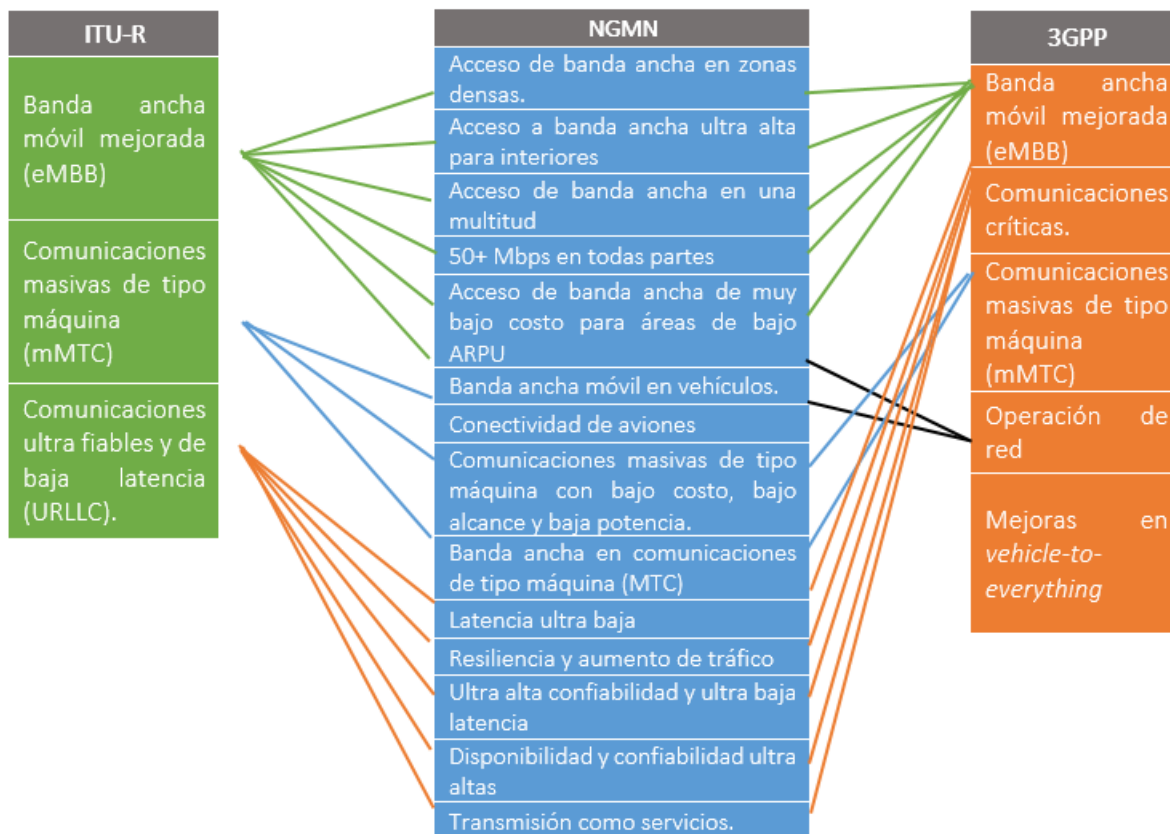 ITU-R
Banda ancha
móvil mejorada
(eMBB)
Comunicaciones
masivas de tipo
máquina
(mMTC)
Comunicaciones
ultra fiables y de
baja latencia
(URLLC).
NGMN
Acceso de banda ancha en zonas
densas.
Acceso a banda ancha ultra alta
para interiores
Acceso de banda ancha en una
multitud
50+ Mbps en todas partes
Acceso de banda ancha de muy
bajo costo para áreas de bajo
ARPU
Banda ancha móvil en vehículos.
Conectividad de aviones
Comunicaciones masivas de tipo
máquina con bajo costo, bajo
alcance y baja potencia.
Banda ancha en comunicaciones
de tipo máquina (MTC)
Latencia ultra baja
Resiliencia y aumento de tráfico
Ultra alta confiabilidad y ultra baja
latencia
Disponibilidad y confiabilidad ultra
altas
Transmisión como servicios.
3GPP
Banda ancha
móvil mejorada
(eMBB)
Comunicaciones
críticas.
Comunicaciones
masivas de tipo
máquina
(mMTC)
Operación de
red
Mejoras en
vehicle-to-
everything